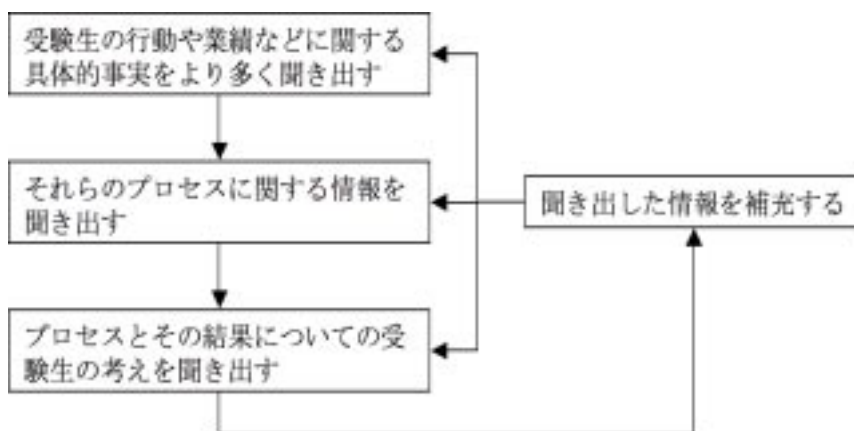 受験生の行動や業績などに関する
具体的事実をより多く聞き出す
それらのプロセスに関する情報を
聞き出す
聞き出した情報を補充する
プロセスとその結果についての受
験生の考えを聞き出す